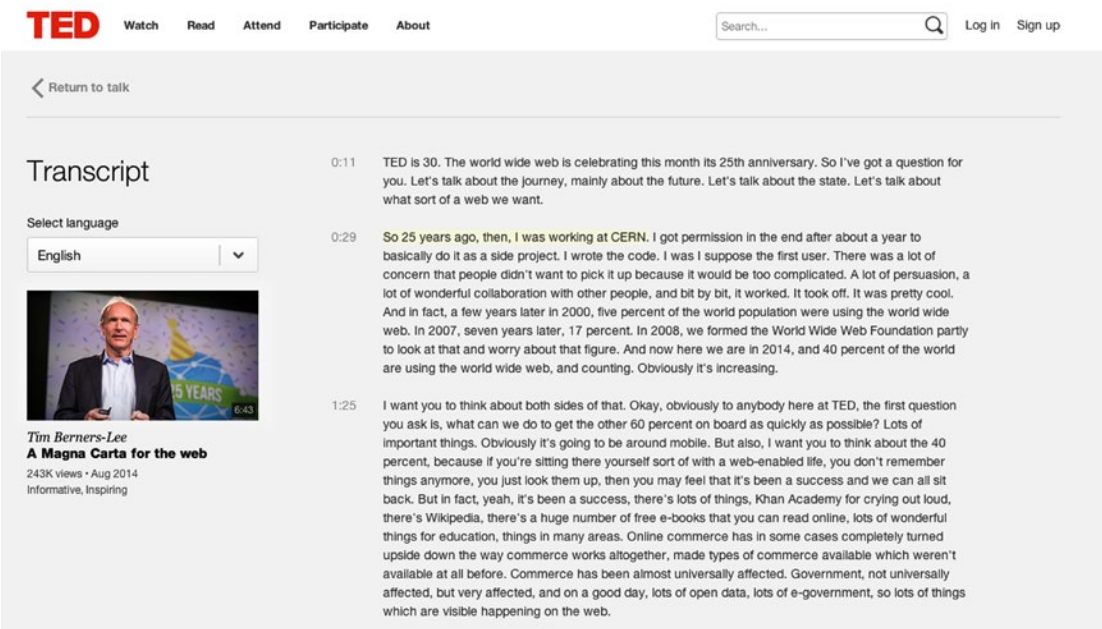 TED
Watch
Read
Attend
Participate
About
Search...
Log in
Sign up
Return to talk
Transcript
Select language
English
25 YEARS
6:43
Tim Berners-Lee
A Magna Carta for the web
243K views • Aug 2014
Informative, Inspiring
0:11
TED is 30. The world wide web is celebrating this month its 25th anniversary. So I've got a question for
you. Let's talk about the journey, mainly about the future. Let's talk about the state. Let's talk about
what sort of a web we want.
0:29
So 25 years ago, then, I was working at CERN. I got permission in the end after about a year to
basically do it as a side project. I wrote the code. I was I suppose the first user. There was a lot of
concern that people didn't want to pick it up because it would be too complicated. A lot of persuasion, a
lot of wonderful collaboration with other people, and bit by bit, it worked. It took off. It was pretty cool.
And in fact, a few years later in 2000, five percent of the world population were using the world wide
web. In 2007, seven years later, 17 percent. In 2008, we formed the World Wide Web Foundation partly
to look at that and worry about that figure. And now here we are in 2014, and 40 percent of the world
are using the world wide web, and counting. Obviously it's increasing.
1:25
I want you to think about both sides of that. Okay, obviously to anybody here at TED, the first question
you ask is, what can we do to get the other 60 percent on board as quickly as possible? Lots of
important things. Obviously it's going to be around mobile. But also, I want you to think about the 40
percent, because if you're sitting there yourself sort of with a web-enabled life, you don't remember
things anymore, you just look them up, then you may feel that it's been a success and we can all sit
back. But in fact, yeah, it's been a success, there's lots of things, Khan Academy for crying out loud,
there's Wikipedia, there's a huge number of free e-books that you can read online, lots of wonderful
things for education, things in many areas. Online commerce has in some cases completely turned
upside down the way commerce works altogether, made types of commerce available which weren't
available at all before. Commerce has been almost universally affected. Government, not universally
affected, but very affected, and on a good day, lots of open data, lots of e-government, so lots of things
which are visible happening on the web.